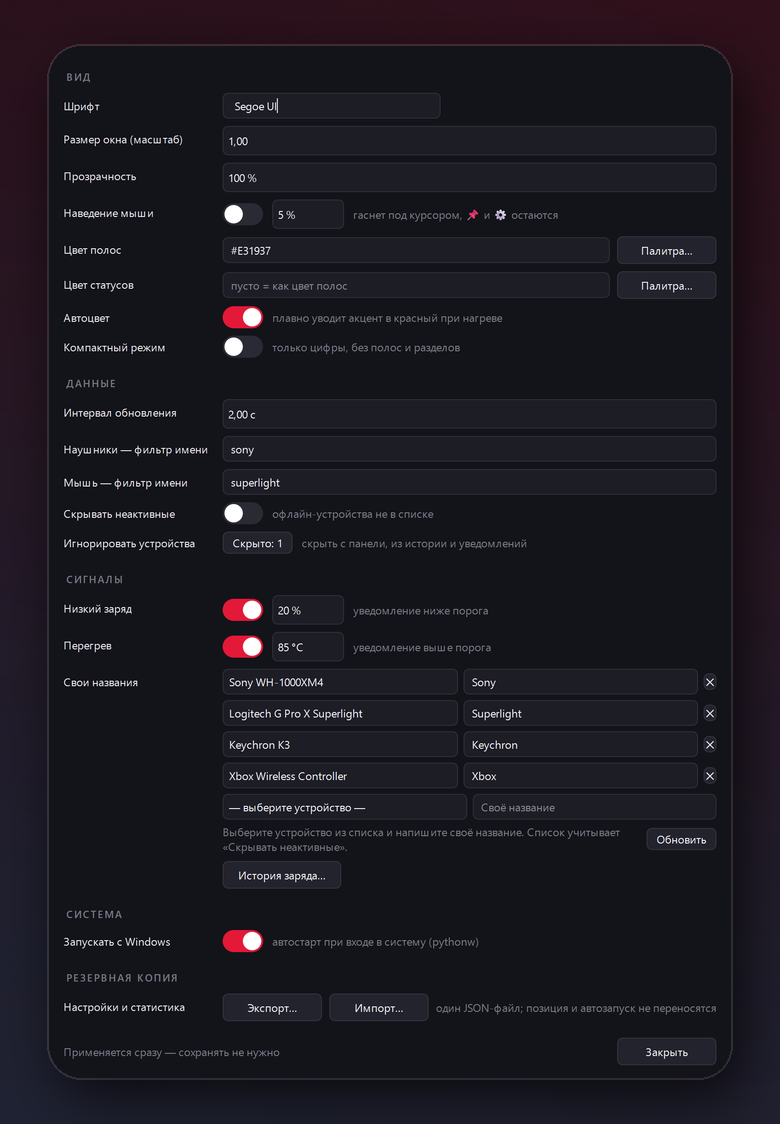 ВИД
Шрифт Segoe UI
Размер окна (масштаб) 1,00
Прозрачность 100 %
Наведение мыши 5 % гаснет под курсором, 📌 и ⚙ остаются
Цвет полос #E31937 Палитра...
Цвет статусов пусто = как цвет полос Палитра...
Автоцвет плавно уводит акцент в красный при нагреве
Компактный режим только цифры, без полос и разделов
ДАННЫЕ
Интервал обновления 2,00 с
Наушники — фильтр имени sony
Мышь — фильтр имени superlight
Скрывать неактивные офлайн-устройства не в списке
Игнорировать устройства Скрыто: 1 скрыть с панели, из истории и уведомлений
СИГНАЛЫ
Низкий заряд 20 % уведомление ниже порога
Перегрев 85 °C уведомление выше порога
Свои названия Sony WH-1000XM4 Sony ✕
Logitech G Pro X Superlight Superlight ✕
Keychron K3 Keychron ✕
Xbox Wireless Controller Xbox ✕
— выберите устройство — Своё название
Выберите устройство из списка и напишите своё название. Список учитывает
«Скрывать неактивные». Обновить
История заряда...
СИСТЕМА
Запускать с Windows автостарт при входе в систему (pythonw)
РЕЗЕРВНАЯ КОПИЯ
Настройки и статистика Экспорт... Импорт... один JSON-файл; позиция и автозапуск не переносятся
Применяется сразу — сохранять не нужно Закрыть